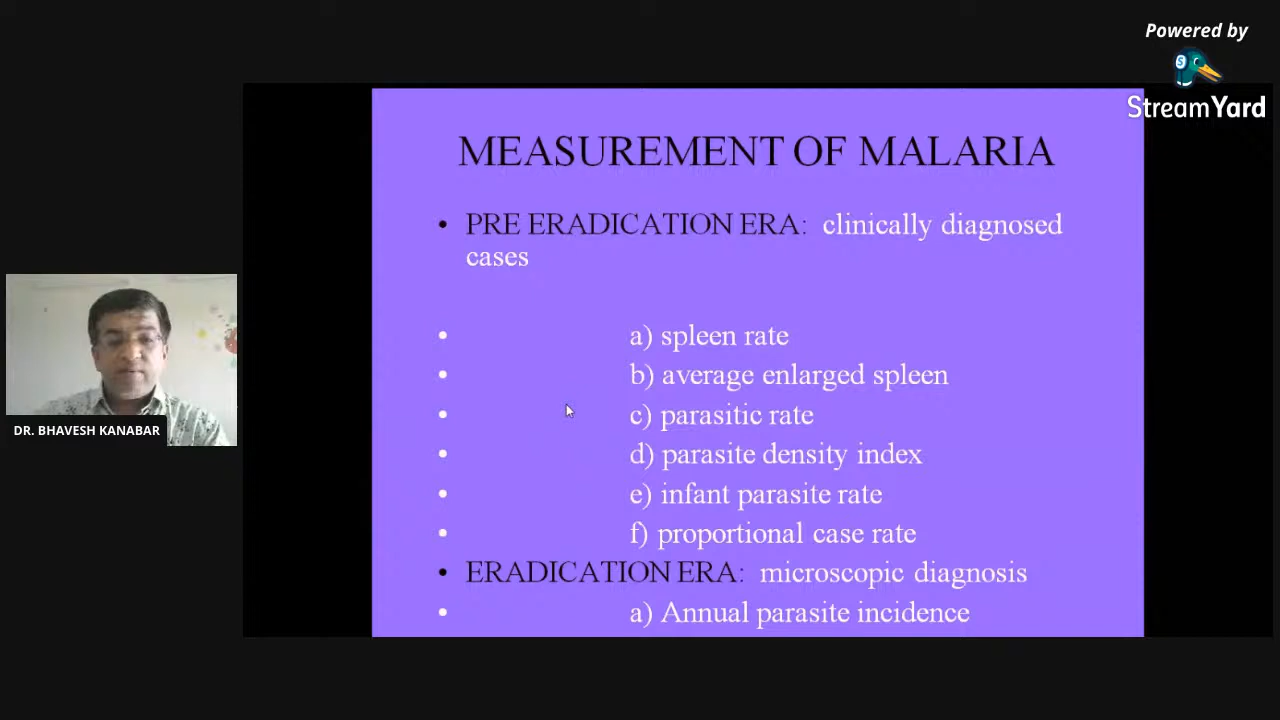 Powered by
StreamYard
MEASUREMENT OF MALARIA
• PRE ERADICATION ERA: clinically diagnosed
cases
• a) spleen rate
• b) average enlarged spleen
• c) parasitic rate
• d) parasite density index
• e) infant parasite rate
• f) proportional case rate
• ERADICATION ERA: microscopic diagnosis
• a) Annual parasite incidence
DR. BHAVESH KANABAR